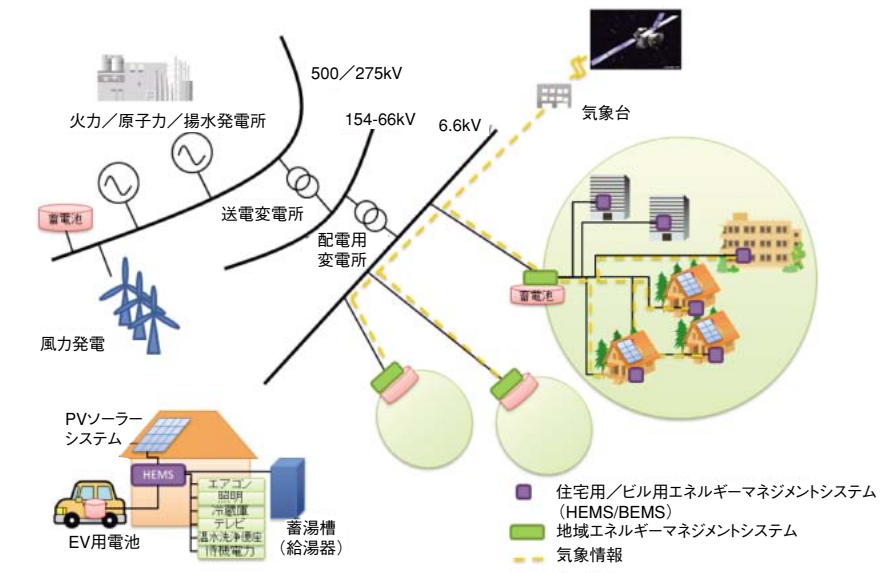 500／275kV
火力／原子力／揚水発電所
154-66kV
6.6kV
気象台
蓄電池
送電変電所
配電用
変電所
蓄電池
風力発電
PVソーラー
システム
HEMS
エアコン
照明
冷蔵庫
テレビ
温水洗浄便座
待機電力
EV用電池
蓄湯槽
（給湯器）
住宅用／ビル用エネルギーマネジメントシステム
（HEMS/BEMS）
地域エネルギーマネジメントシステム
気象情報